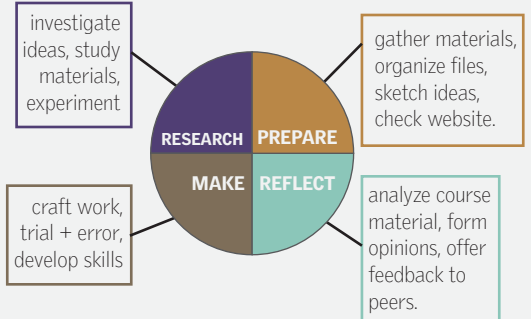 investigate
ideas, study
materials,
experiment
gather materials,
organize files,
sketch ideas,
check website.
RESEARCH
PREPARE
MAKE
REFLECT
craft work,
trial + error,
develop skills
analyze course
material, form
opinions, offer
feedback to
peers.